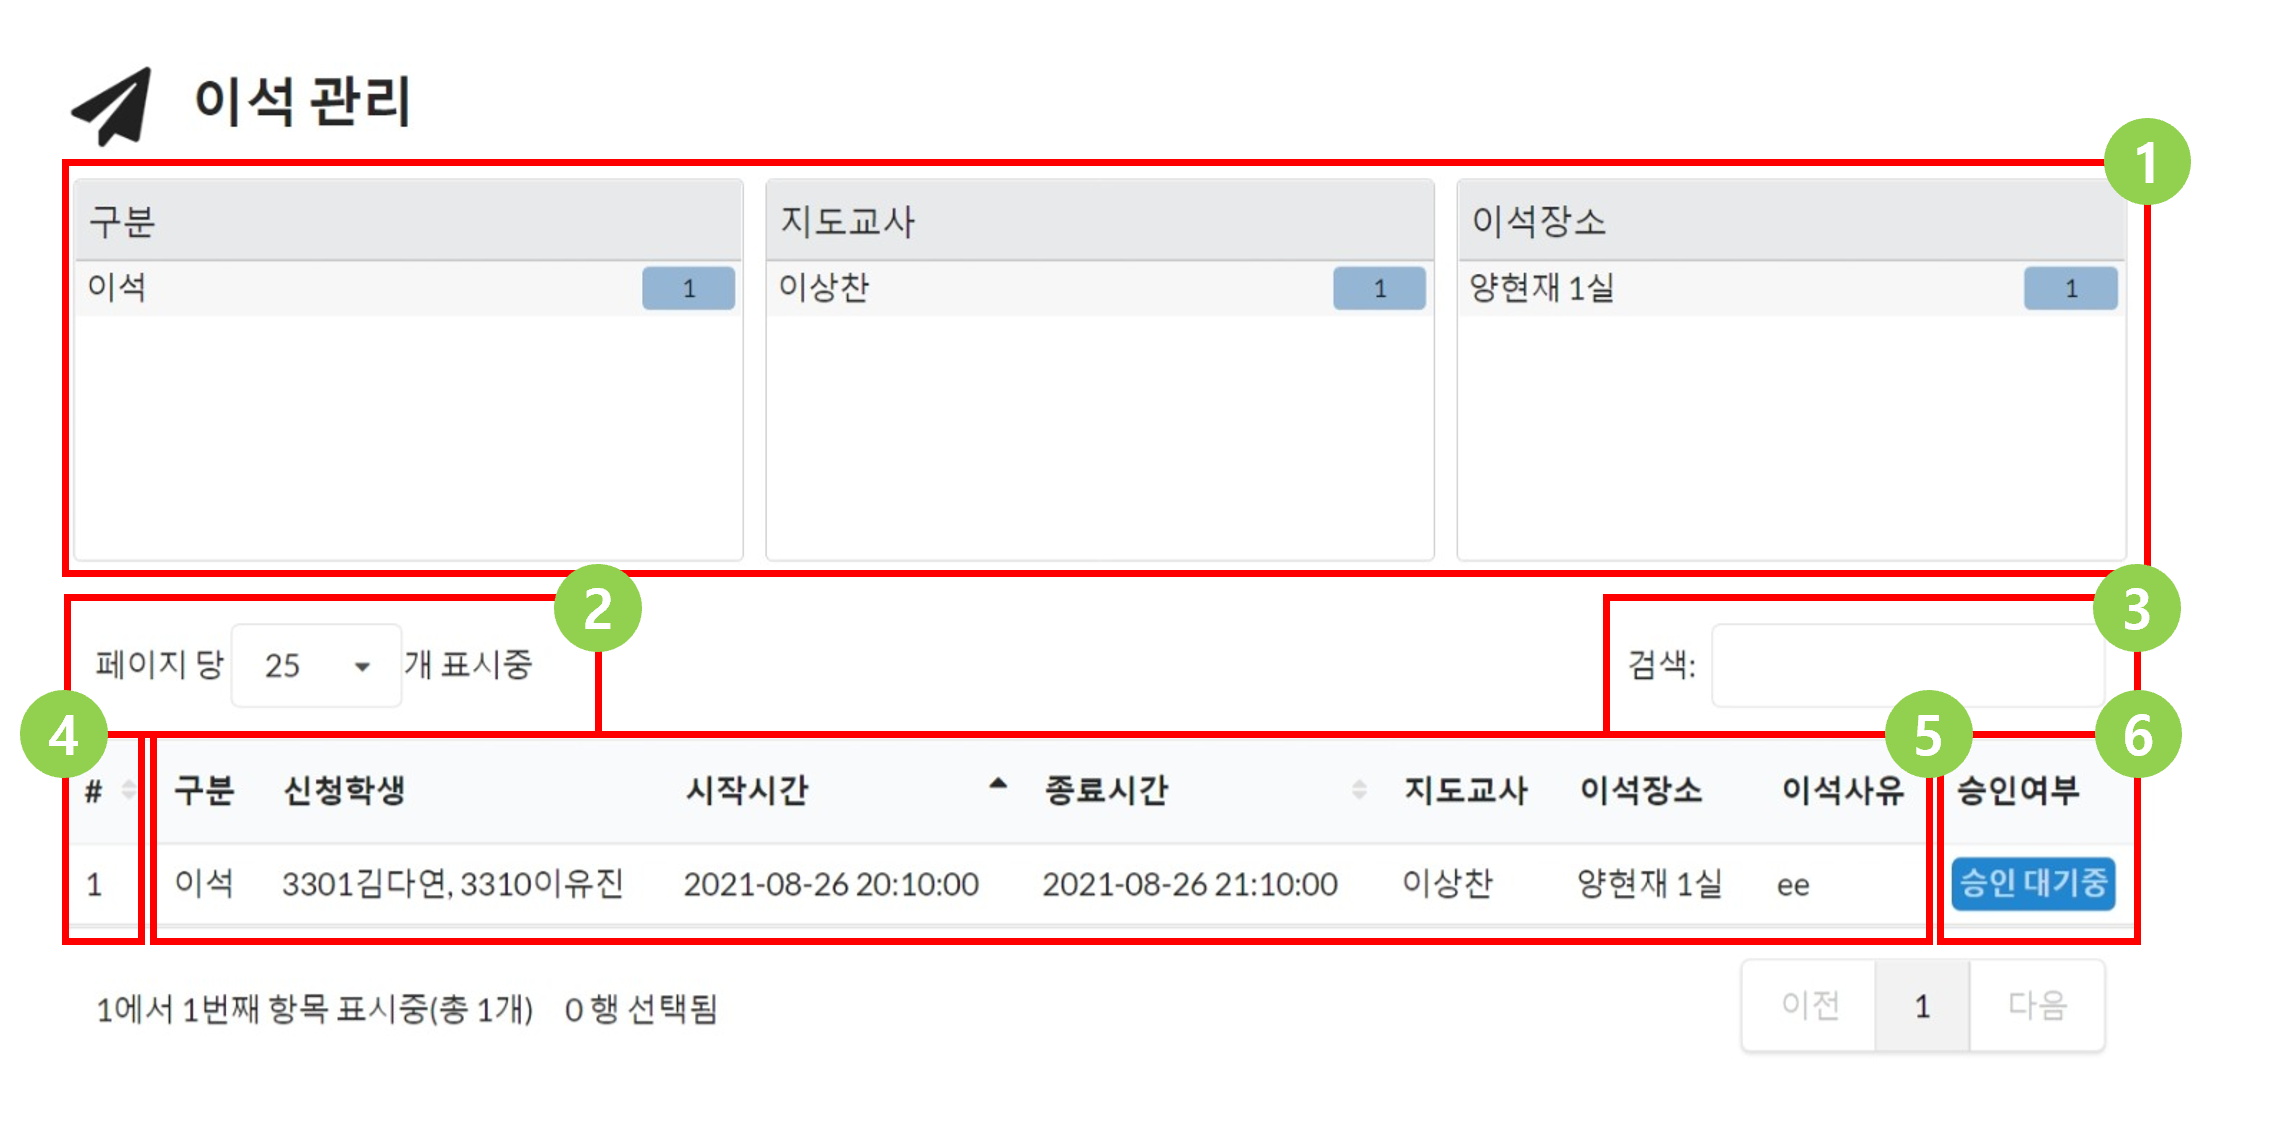 이석 관리
1
구분 지도교사 이석장소
이석 1 이상찬 1 양현재 1실 1
2 3
페이지 당 25 개 표시중 검색:
4 5 6
# 구분 신청학생 시작시간 종료시간 지도교사 이석장소 이석사유 승인여부
1 이석 3301김다연, 3310이유진 2021-08-26 20:10:00 2021-08-26 21:10:00 이상찬 양현재 1실 ee 승인 대기중
1에서 1번째 항목 표시중(총 1개) 0 행 선택됨 이전 1 다음